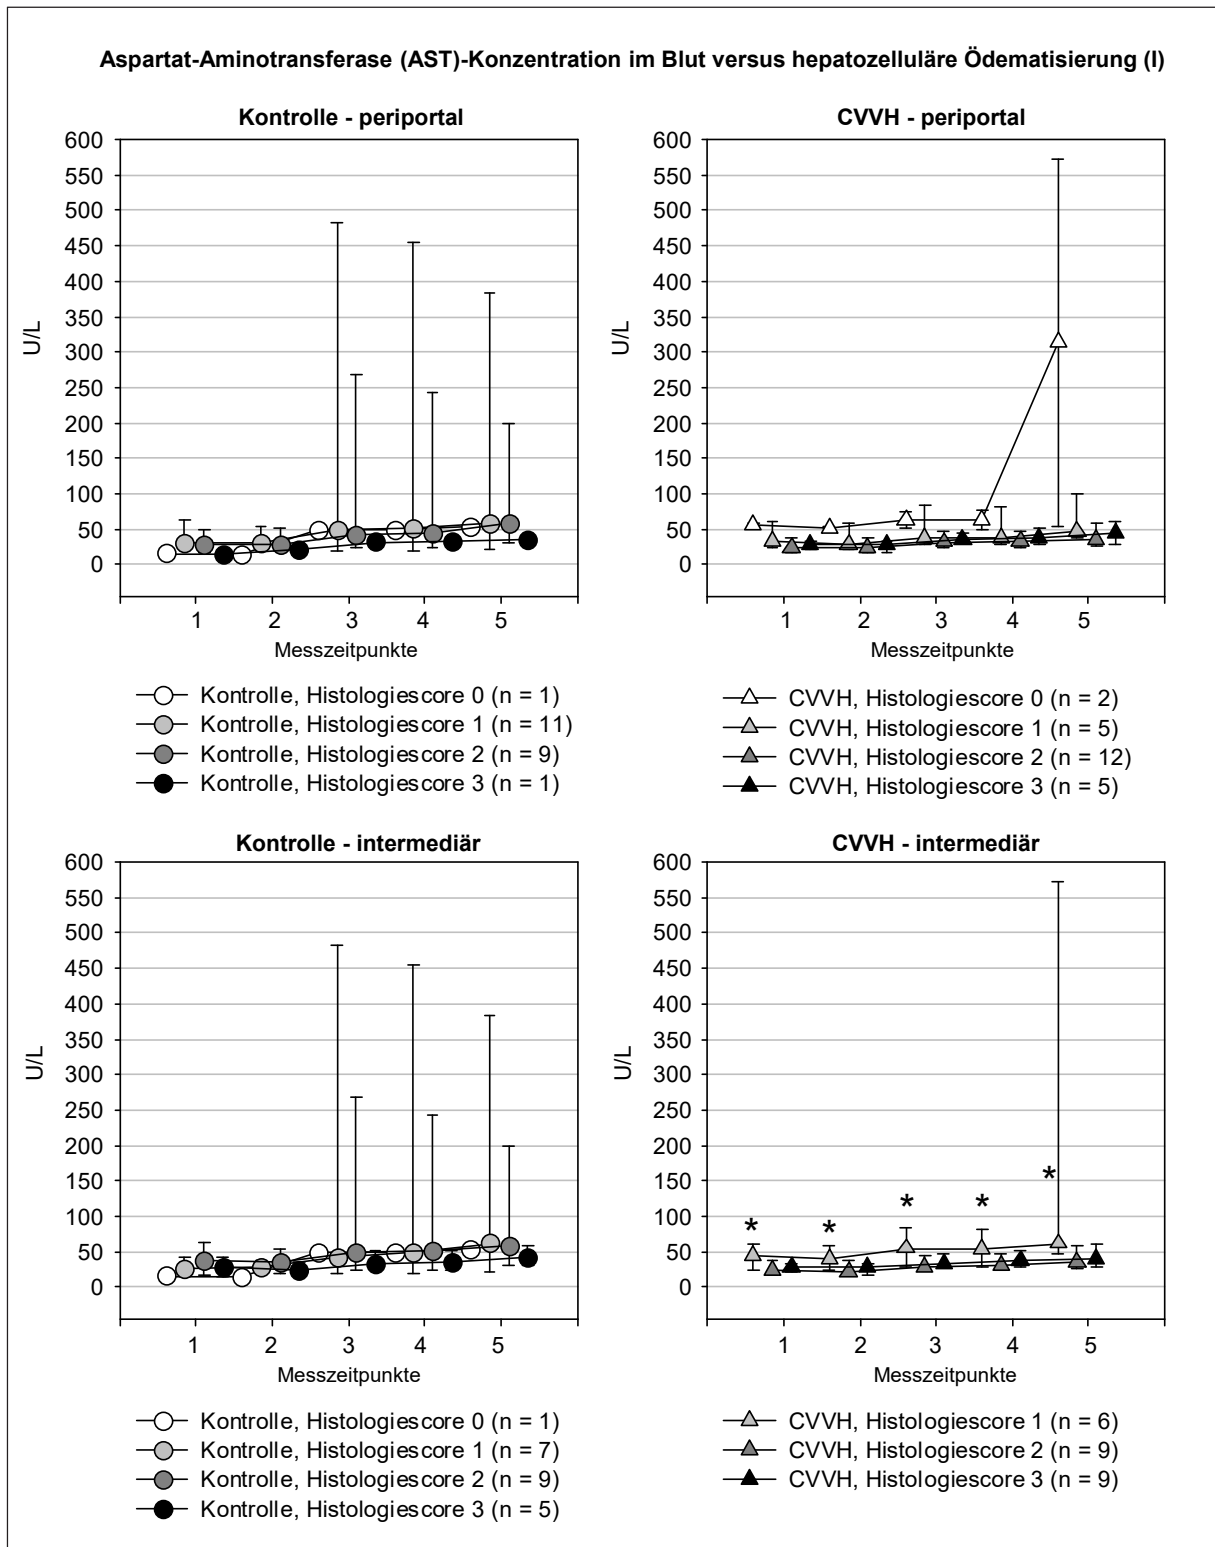 Aspartat-Aminotransferase (AST)-Konzentration im Blut versus hepatozelluläre Ödematisierung (I)
Kontrolle - periportal
600
550
500
450
400
350
300
250
200
150
100
50
0
U/L
1 2 3 4 5
Messzeitpunkte
Kontrolle, Histologiescore 0 (n = 1)
Kontrolle, Histologiescore 1 (n = 11)
Kontrolle, Histologiescore 2 (n = 9)
Kontrolle, Histologiescore 3 (n = 1)
CVVH - periportal
600
550
500
450
400
350
300
250
200
150
100
50
0
U/L
1 2 3 4 5
Messzeitpunkte
CVVH, Histologiescore 0 (n = 2)
CVVH, Histologiescore 1 (n = 5)
CVVH, Histologiescore 2 (n = 12)
CVVH, Histologiescore 3 (n = 5)
Kontrolle - intermediär
600
550
500
450
400
350
300
250
200
150
100
50
0
U/L
1 2 3 4 5
Messzeitpunkte
Kontrolle, Histologiescore 0 (n = 1)
Kontrolle, Histologiescore 1 (n = 7)
Kontrolle, Histologiescore 2 (n = 9)
Kontrolle, Histologiescore 3 (n = 5)
CVVH - intermediär
600
550
500
450
400
350
300
250
200
150
100
50
0
U/L
* * * * *
1 2 3 4 5
Messzeitpunkte
CVVH, Histologiescore 1 (n = 6)
CVVH, Histologiescore 2 (n = 9)
CVVH, Histologiescore 3 (n = 9)